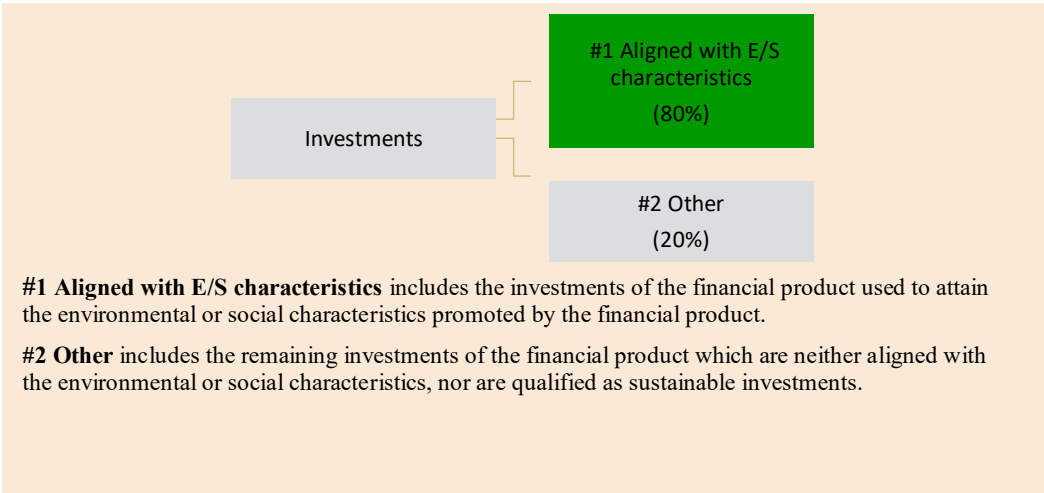 #1 Aligned with E/S
characteristics
(80%)
Investments
#2 Other
(20%)
#1 Aligned with E/S characteristics includes the investments of the financial product used to attain
the environmental or social characteristics promoted by the financial product.
#2 Other includes the remaining investments of the financial product which are neither aligned with
the environmental or social characteristics, nor are qualified as sustainable investments.